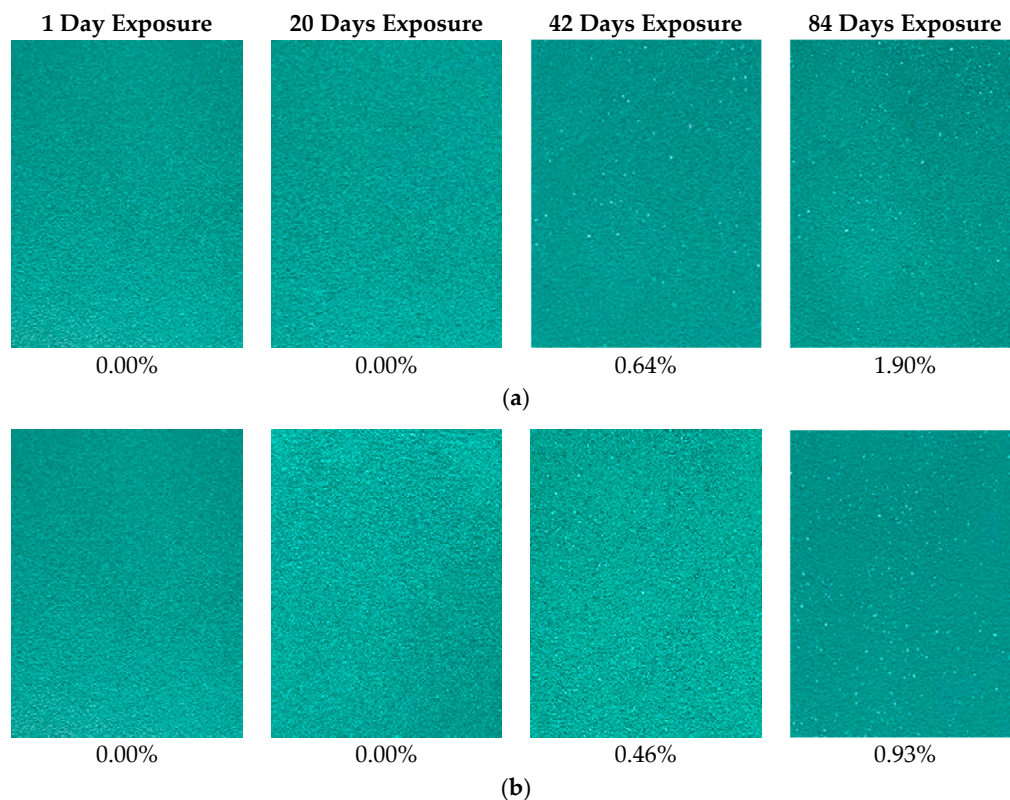 1 Day Exposure 20 Days Exposure 42 Days Exposure 84 Days Exposure
0.00% 0.00% 0.64% 1.90%
(a)
0.00% 0.00% 0.46% 0.93%
(b)